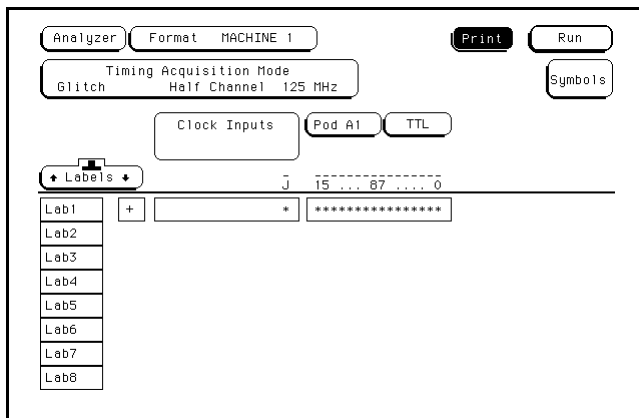 Analyzer Format MACHINE 1 Print Run
Timing Acquisition Mode
Glitch Half Channel 125 MHz
Symbols
Clock Inputs Pod A1 TTL
↑ Labels ↓
J 15 ... 87 .... 0
Lab1 + * ****************
Lab2
Lab3
Lab4
Lab5
Lab6
Lab7
Lab8